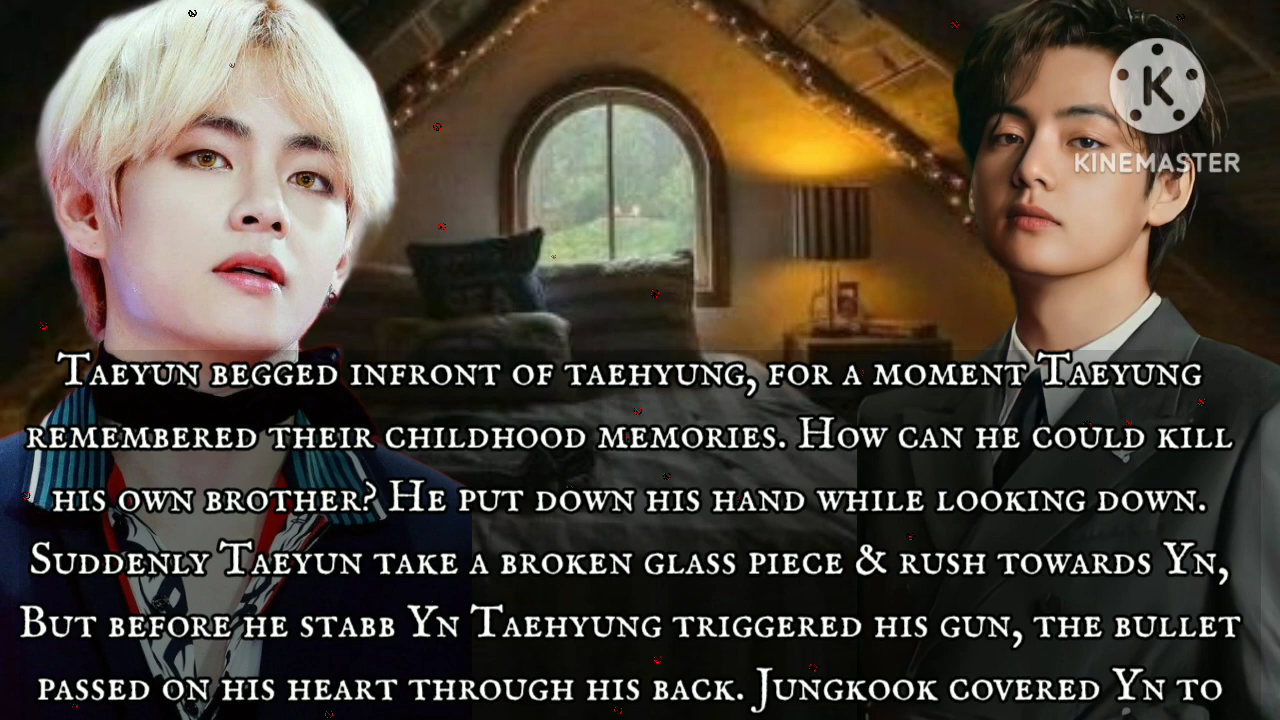 K
KINEMASTER
Taeyun begged infront of taehyung, for a moment Taeyung
remembered their childhood memories. How can he could kill
his own brother? He put down his hand while looking down.
Suddenly Taeyun take a broken glass piece & rush towards Yn,
But before he stabb Yn Taehyung triggered his gun, the bullet
passed on his heart through his back. Jungkook covered Yn to